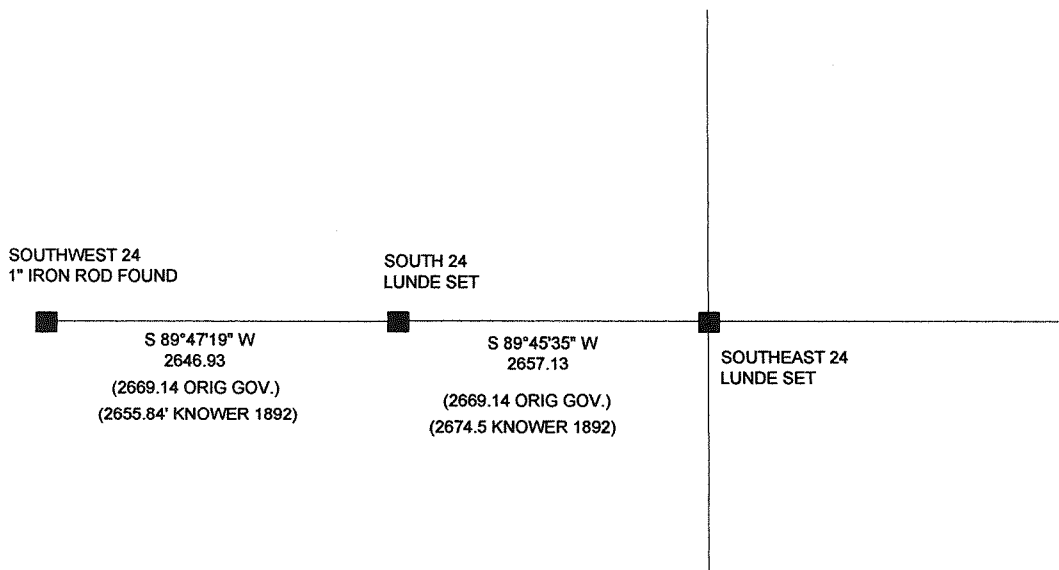 SOUTHWEST 24
1" IRON ROD FOUND
SOUTH 24
LUNDE SET
S 89°47'19" W
2646.93
(2669.14 ORIG GOV.)
(2655.84' KNOWER 1892)
S 89°45'35" W
2657.13
(2669.14 ORIG GOV.)
(2674.5 KNOWER 1892)
SOUTHEAST 24
LUNDE SET